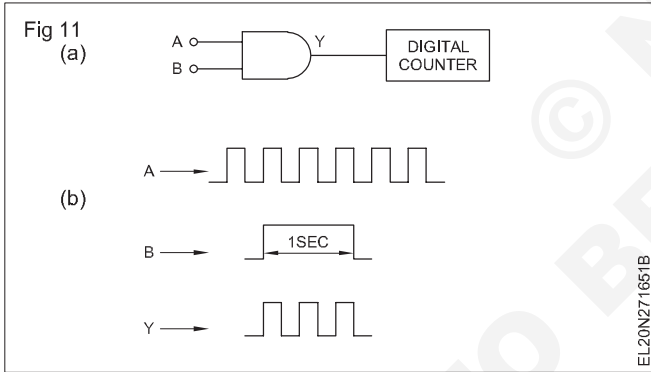 Fig 11
(a)
A
B
Y
DIGITAL
COUNTER
A
(b)
B
1SEC
Y
EL20N271651B